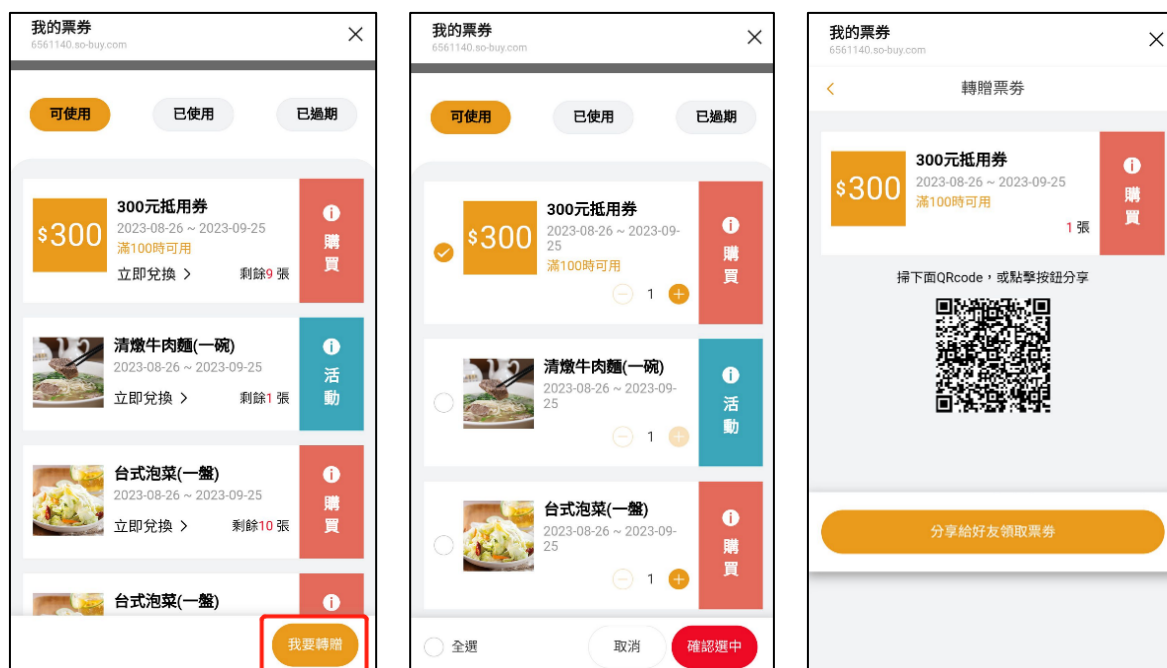 我的票券
6561140.so-buy.com
可使用
已使用
已過期
$300
300元抵用券
2023-08-26 ~ 2023-09-25
滿100時可用
立即兌換 >
剩餘9 張
購買
清燉牛肉麵(一碗)
2023-08-26 ~ 2023-09-25
立即兌換 >
剩餘1 張
活動
台式泡菜(一盤)
2023-08-26 ~ 2023-09-25
立即兌換 >
剩餘10 張
購買
台式泡菜(一盤)
我要轉贈
我的票券
6561140.so-buy.com
可使用
已使用
已過期
$300
300元抵用券
2023-08-26 ~ 2023-09-
25
滿100時可用
1
購買
清燉牛肉麵(一碗)
2023-08-26 ~ 2023-09-
25
1
活動
台式泡菜(一盤)
2023-08-26 ~ 2023-09-
25
1
購買
全選
取消
確認選中
我的票券
6561140.so-buy.com
轉贈票券
$300
300元抵用券
2023-08-26 ~ 2023-09-25
滿100時可用
1 張
購買
掃下面QRcode，或點擊按鈕分享
分享給好友領取票券